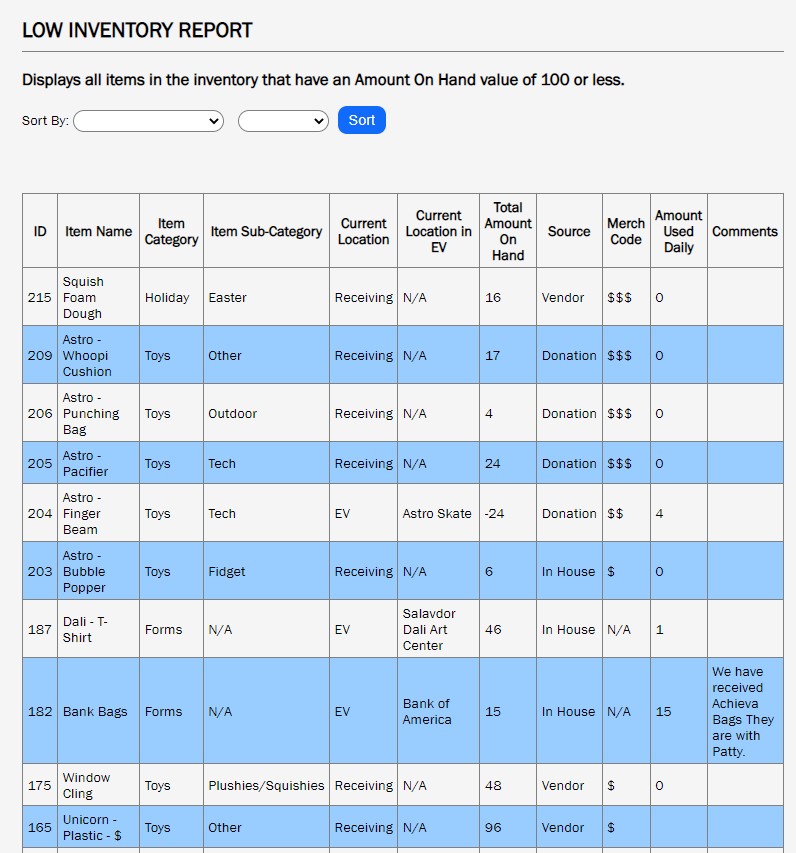 LOW INVENTORY REPORT
Displays all items in the inventory that have an Amount On Hand value of 100 or less.
Sort By: Sort
ID Item Name Item Category Item Sub-Category Current Location Current Location in EV Total Amount On Hand Source Merch Code Amount Used Daily Comments
215 Squish Foam Dough Holiday Easter Receiving N/A 16 Vendor $$$ 0
209 Astro - Whoopi Cushion Toys Other Receiving N/A 17 Donation $$$ 0
206 Astro - Punching Bag Toys Outdoor Receiving N/A 4 Donation $$$ 0
205 Astro - Pacifier Toys Tech Receiving N/A 24 Donation $$$ 0
204 Astro - Finger Beam Toys Tech EV Astro Skate -24 Donation $$ 4
203 Astro - Bubble Popper Toys Fidget Receiving N/A 6 In House $ 0
187 Dali - T-Shirt Forms N/A EV Salavdor Dali Art Center 46 In House N/A 1
182 Bank Bags Forms N/A EV Bank of America 15 In House N/A 15 We have received Achieva Bags They are with Patty.
175 Window Cling Toys Plushies/Squishies Receiving N/A 48 Vendor $ 0
165 Unicorn - Plastic - $ Toys Other Receiving N/A 96 Vendor $